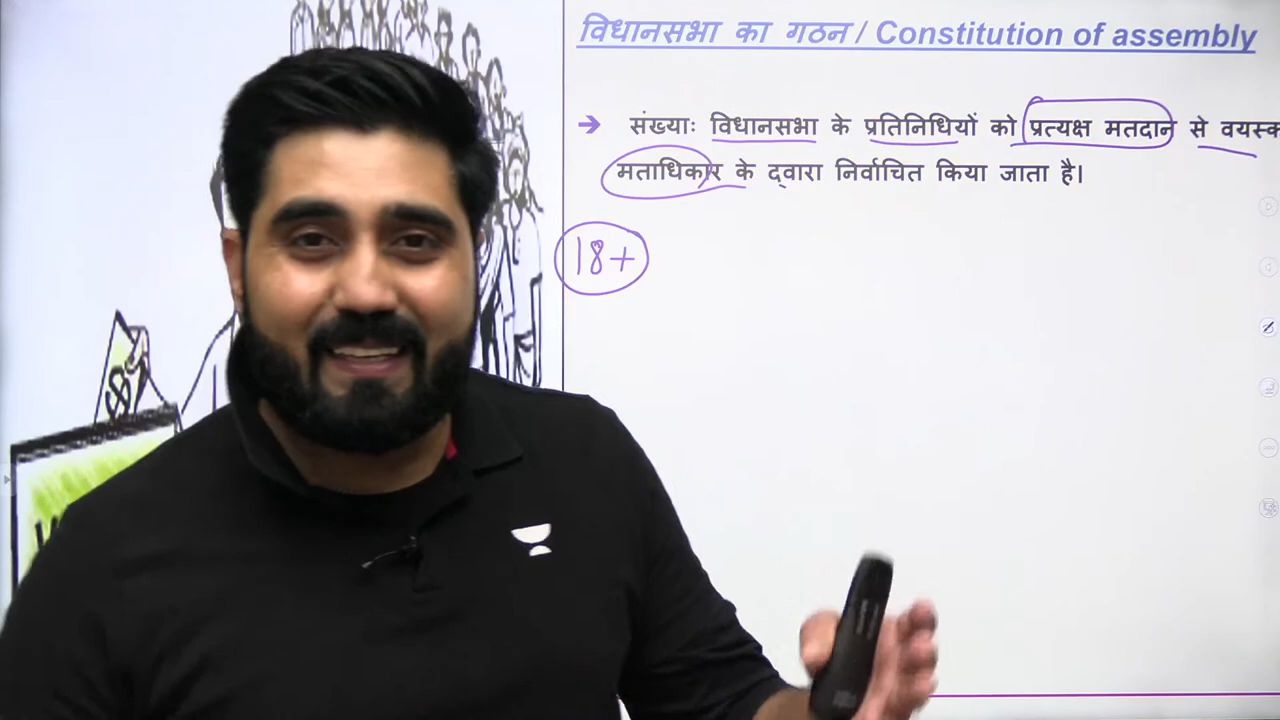 विधानसभा का गठन / Constitution of assembly
→ संख्याः विधानसभा के प्रतिनिधियों को प्रत्यक्ष मतदान से वयस्क
मताधिकार के द्वारा निर्वाचित किया जाता है।
18+